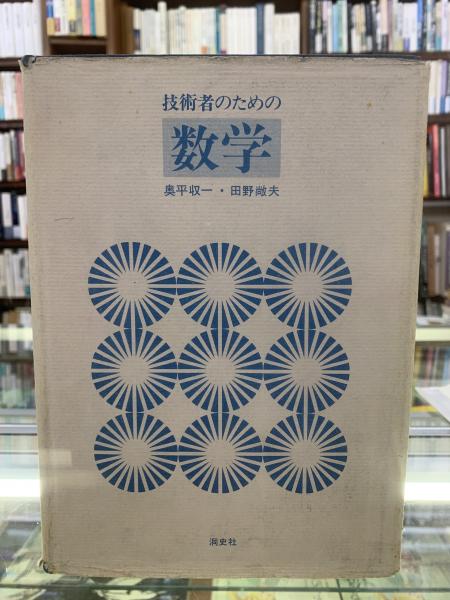 技術者のための
数学
奥平収一・田野敞夫
洞史社